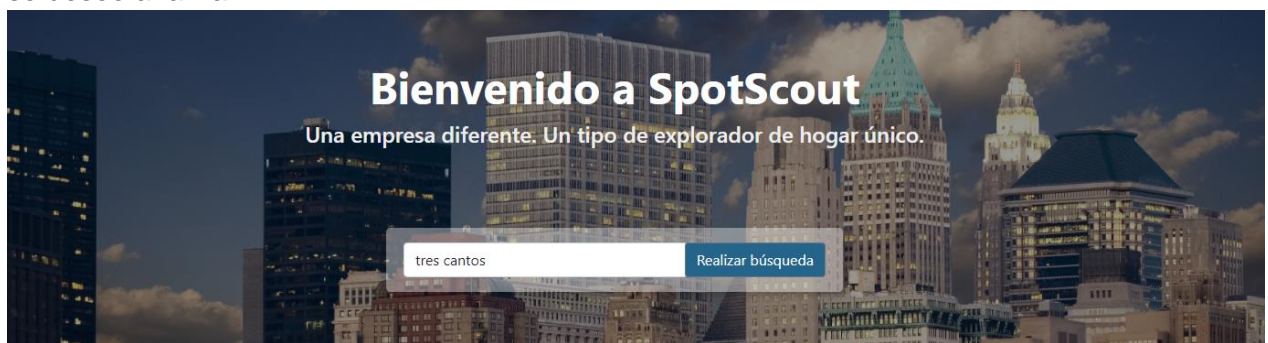 Bienvenido a SpotScout
Una empresa diferente. Un tipo de explorador de hogar único.
tres cantos
Realizar búsqueda